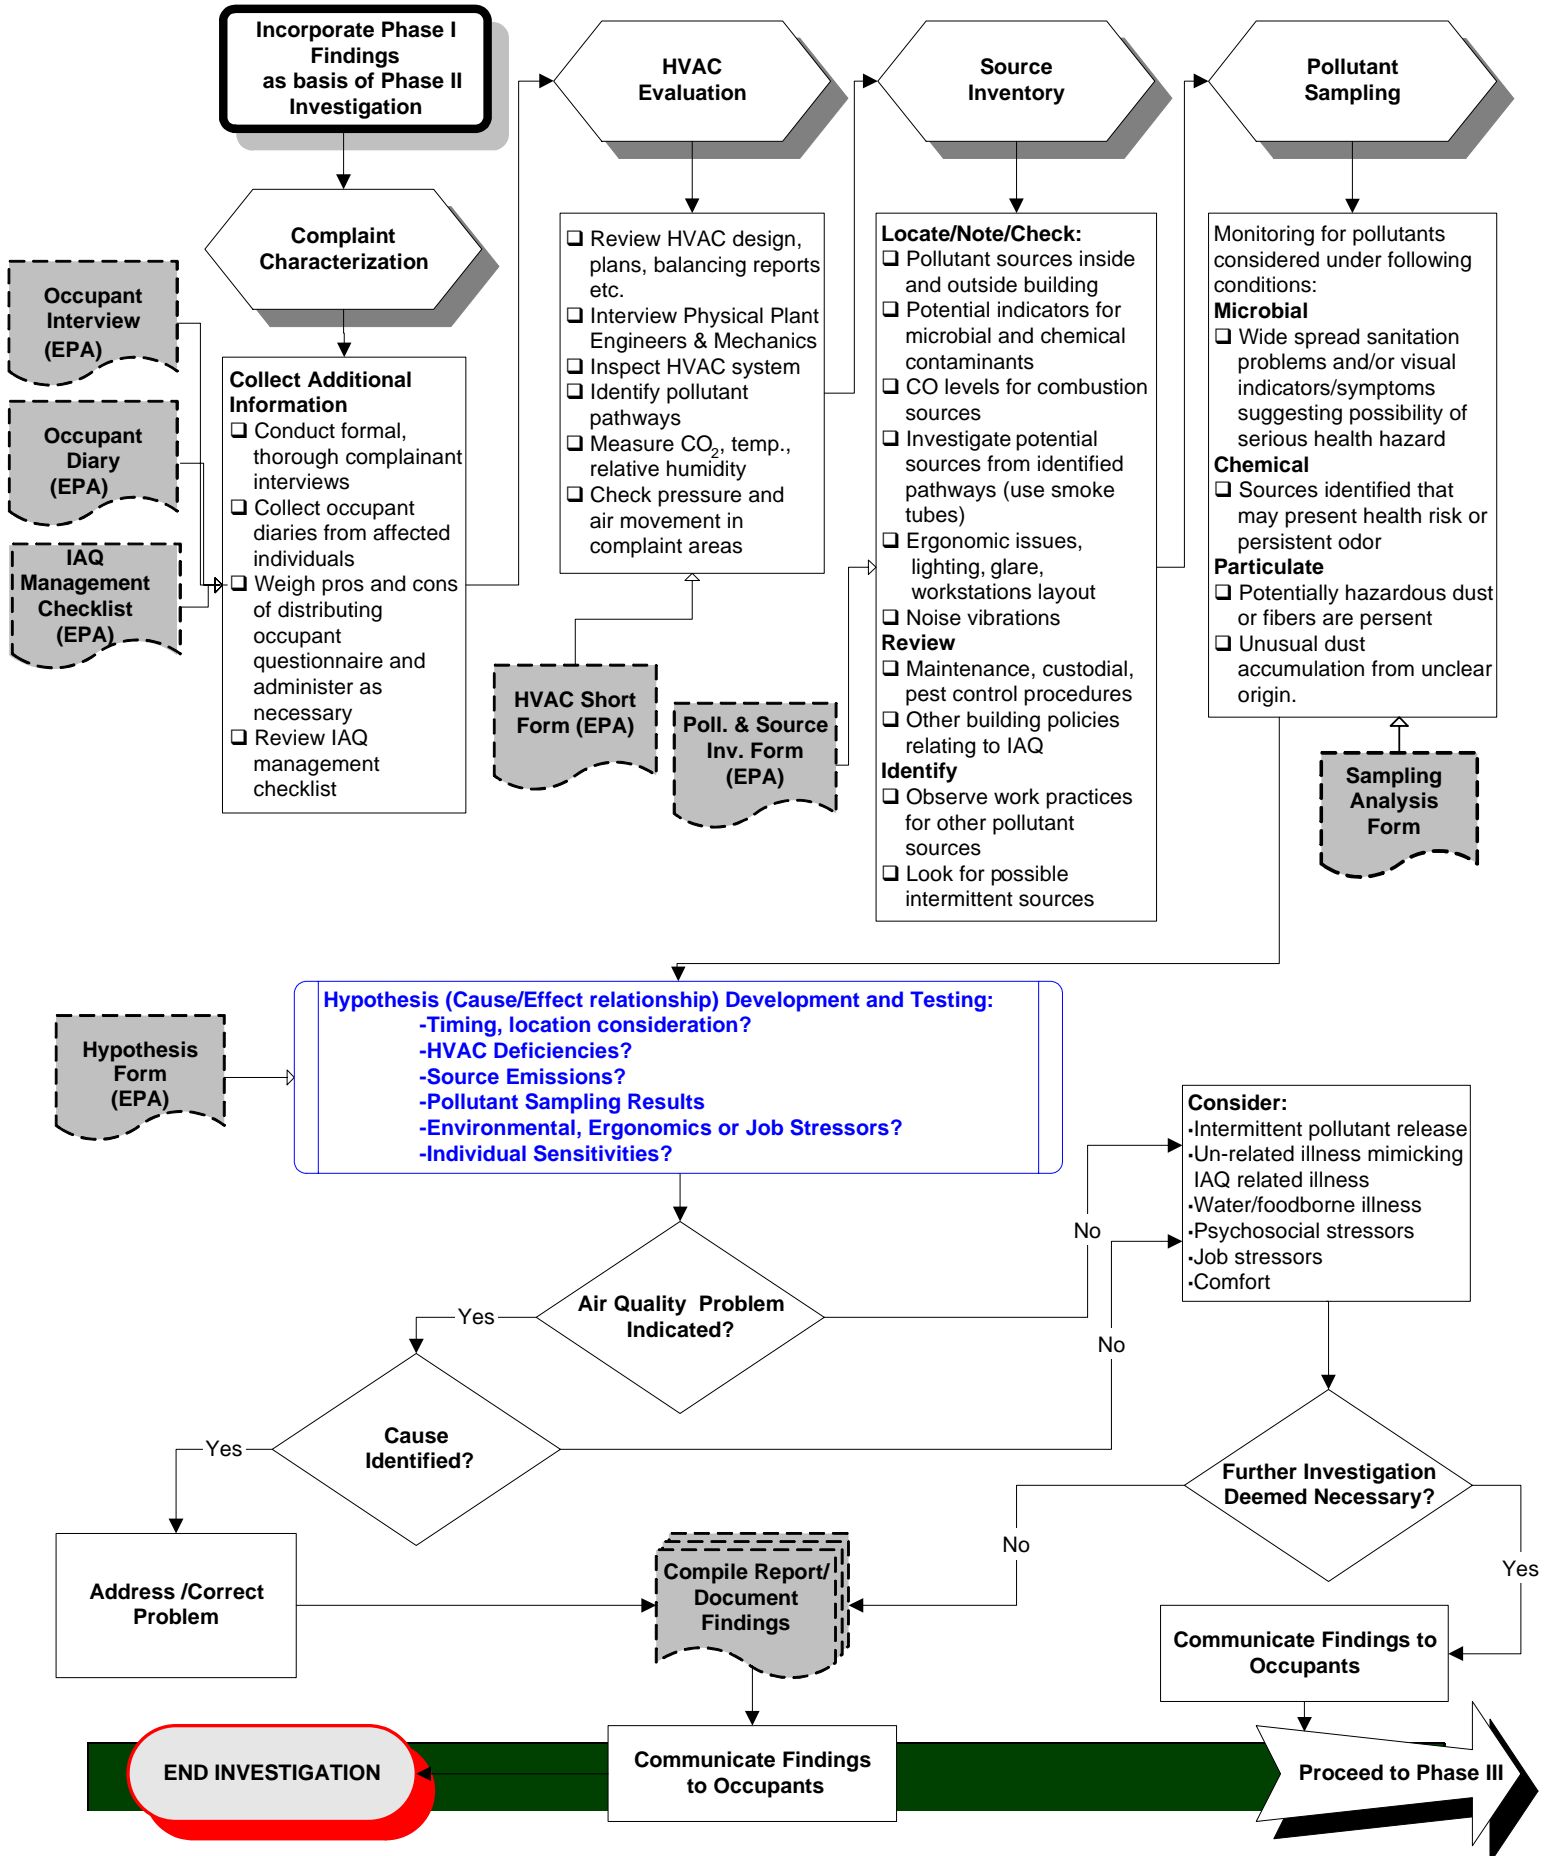 Incorporate Phase I
Findings
as basis of Phase II
Investigation
HVAC
Evaluation
Source
Inventory
Pollutant
Sampling
Complaint
Characterization
Occupant
Interview
(EPA)
Occupant
Diary
(EPA)
IAQ
Management
Checklist
(EPA)
Collect Additional
Information
❑ Conduct formal,
thorough complainant
interviews
❑ Collect occupant
diaries from affected
individuals
❑ Weigh pros and cons
of distributing
occupant
questionnaire and
administer as
necessary
❑ Review IAQ
management
checklist
❑ Review HVAC design,
plans, balancing reports
etc.
❑ Interview Physical Plant
Engineers & Mechanics
❑ Inspect HVAC system
❑ Identify pollutant
pathways
❑ Measure CO2, temp.,
relative humidity
❑ Check pressure and
air movement in
complaint areas
HVAC Short
Form (EPA)
Poll. & Source
Inv. Form
(EPA)
Locate/Note/Check:
❑ Pollutant sources inside
and outside building
❑ Potential indicators for
microbial and chemical
contaminants
❑ CO levels for combustion
sources
❑ Investigate potential
sources from identified
pathways (use smoke
tubes)
❑ Ergonomic issues,
lighting, glare,
workstations layout
❑ Noise vibrations
Review
❑ Maintenance, custodial,
pest control procedures
❑ Other building policies
relating to IAQ
Identify
❑ Observe work practices
for other pollutant
sources
❑ Look for possible
intermittent sources
Monitoring for pollutants
considered under following
conditions:
Microbial
❑ Wide spread sanitation
problems and/or visual
indicators/symptoms
suggesting possibility of
serious health hazard
Chemical
❑ Sources identified that
may present health risk or
persistent odor
Particulate
❑ Potentially hazardous dust
or fibers are persent
❑ Unusual dust
accumulation from unclear
origin.
Sampling
Analysis
Form
Hypothesis
Form
(EPA)
Hypothesis (Cause/Effect relationship) Development and Testing:
-Timing, location consideration?
-HVAC Deficiencies?
-Source Emissions?
-Pollutant Sampling Results
-Environmental, Ergonomics or Job Stressors?
-Individual Sensitivities?
Consider:
·Intermittent pollutant release
·Un-related illness mimicking
IAQ related illness
·Water/foodborne illness
·Psychosocial stressors
·Job stressors
·Comfort
No
Air Quality Problem
Indicated?
Yes
No
Cause
Identified?
Yes
Further Investigation
Deemed Necessary?
No
Yes
Address /Correct
Problem
Compile Report/
Document
Findings
Communicate Findings to
Occupants
END INVESTIGATION
Communicate Findings
to Occupants
Proceed to Phase III